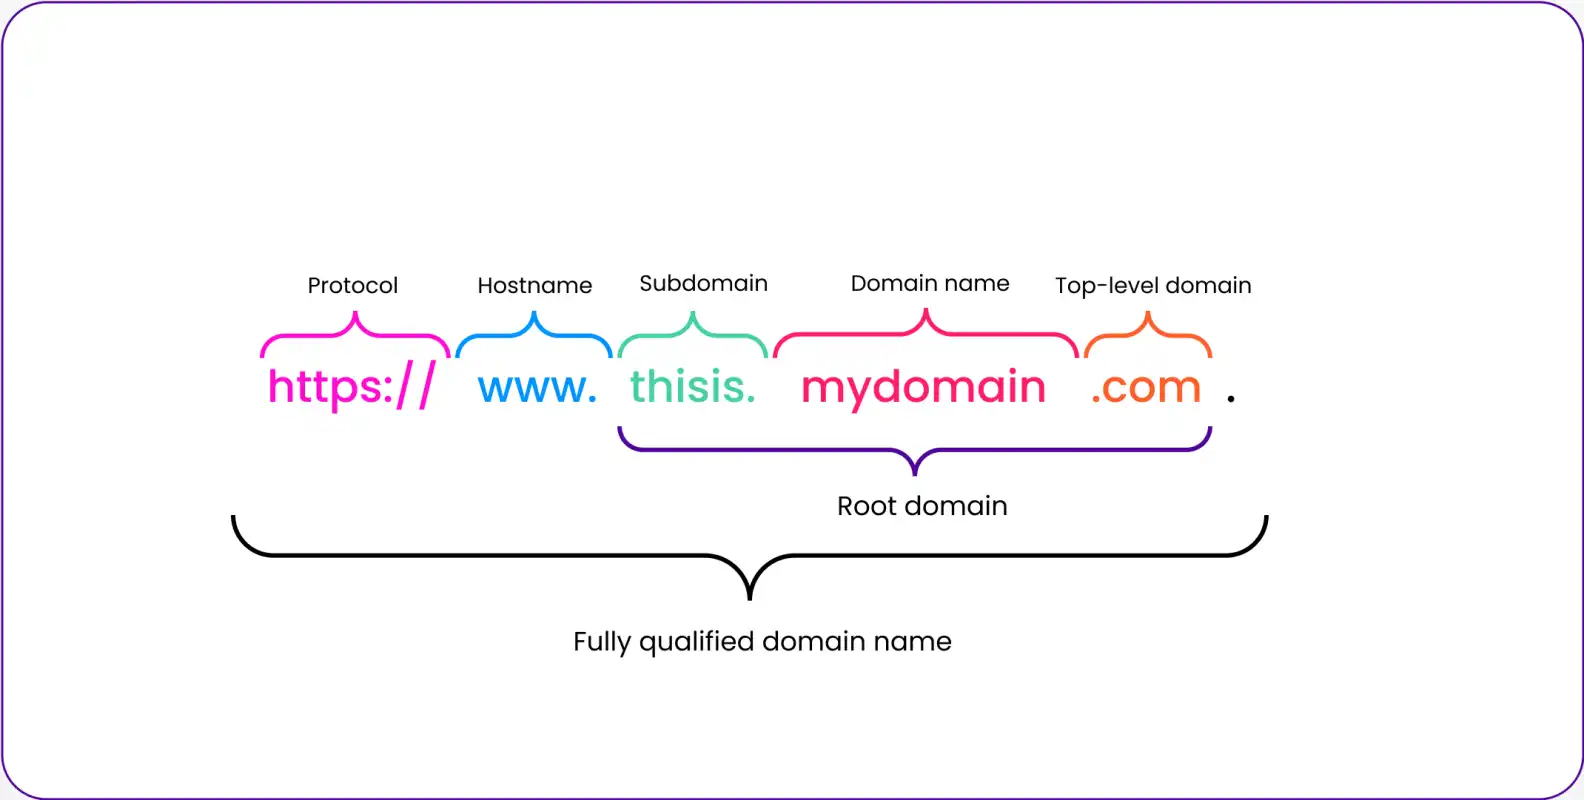 Protocol Hostname Subdomain Domain name Top-level domain
https:// www. thisis. mydomain .com .
Root domain
Fully qualified domain name